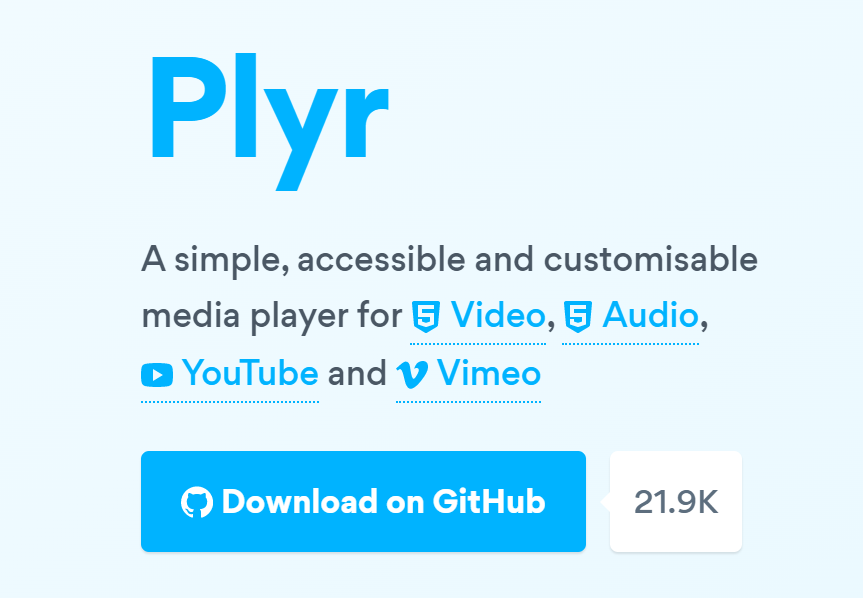 Plyr
A simple, accessible and customisable
media player for Video, Audio,
YouTube and Vimeo
Download on GitHub 21.9K